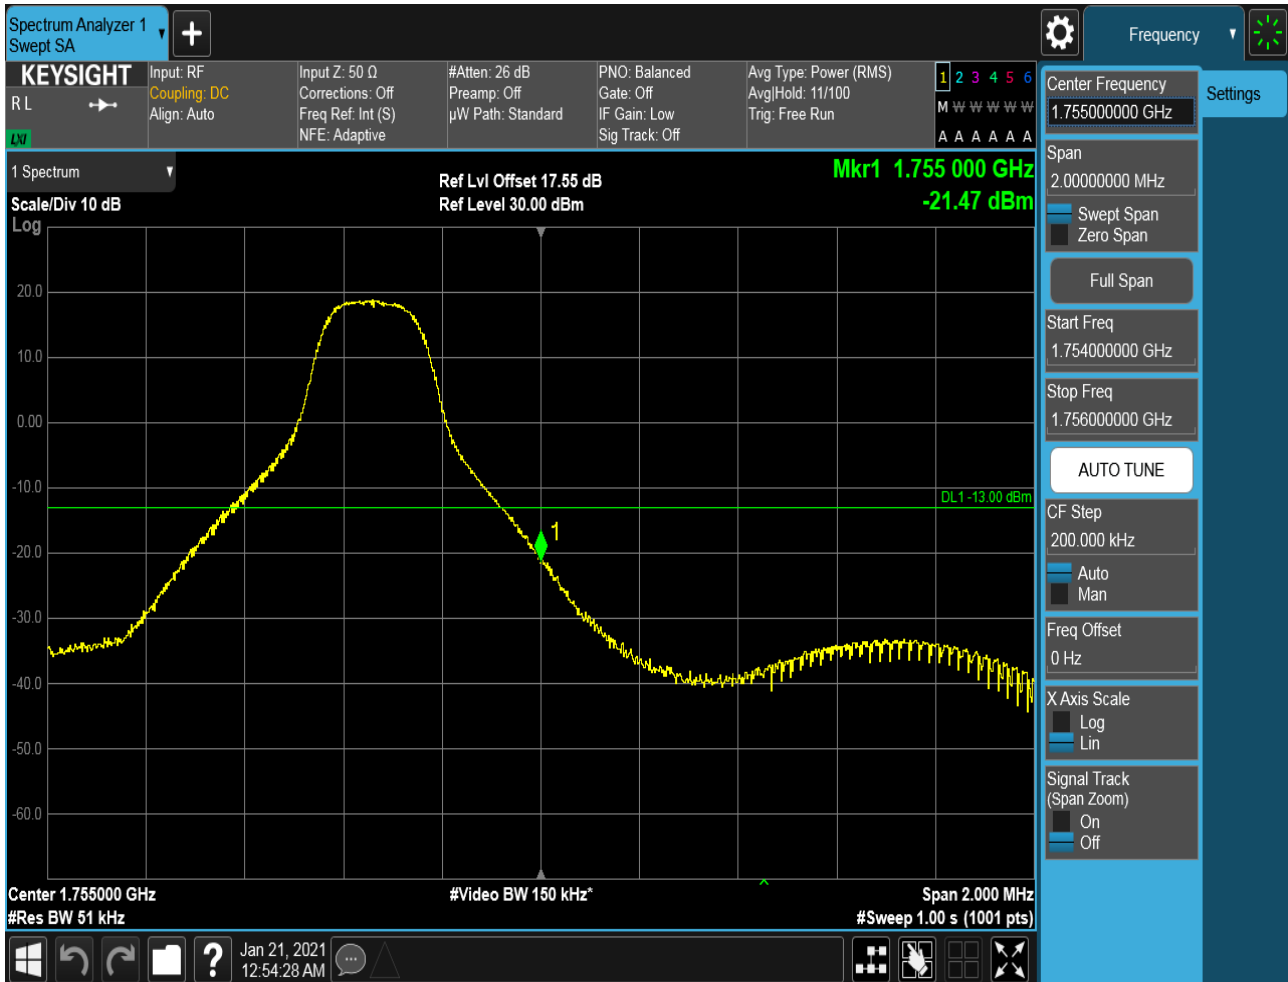 Spectrum Analyzer 1
Swept SA
Frequency
KEYSIGHT
R L
LXI
Input: RF
Coupling: DC
Align: Auto
Input Z: 50 Ω
Corrections: Off
Freq Ref: Int (S)
NFE: Adaptive
#Atten: 26 dB
Preamp: Off
µW Path: Standard
PNO: Balanced
Gate: Off
IF Gain: Low
Sig Track: Off
Avg Type: Power (RMS)
Avg|Hold: 11/100
Trig: Free Run
1 2 3 4 5 6
M W W W W W
A A A A A A
1 Spectrum
Scale/Div 10 dB
Log
Ref Lvl Offset 17.55 dB
Ref Level 30.00 dBm
Mkr1 1.755 000 GHz
-21.47 dBm
20.0
10.0
0.00
-10.0
-20.0
-30.0
-40.0
-50.0
-60.0
DL1 -13.00 dBm
1
Center 1.755000 GHz
#Res BW 51 kHz
#Video BW 150 kHz*
Span 2.000 MHz
#Sweep 1.00 s (1001 pts)
Center Frequency
1.755000000 GHz
Settings
Span
2.00000000 MHz
Swept Span
Zero Span
Full Span
Start Freq
1.754000000 GHz
Stop Freq
1.756000000 GHz
AUTO TUNE
CF Step
200.000 kHz
Auto
Man
Freq Offset
0 Hz
X Axis Scale
Log
Lin
Signal Track
(Span Zoom)
On
Off
?
Jan 21, 2021
12:54:28 AM